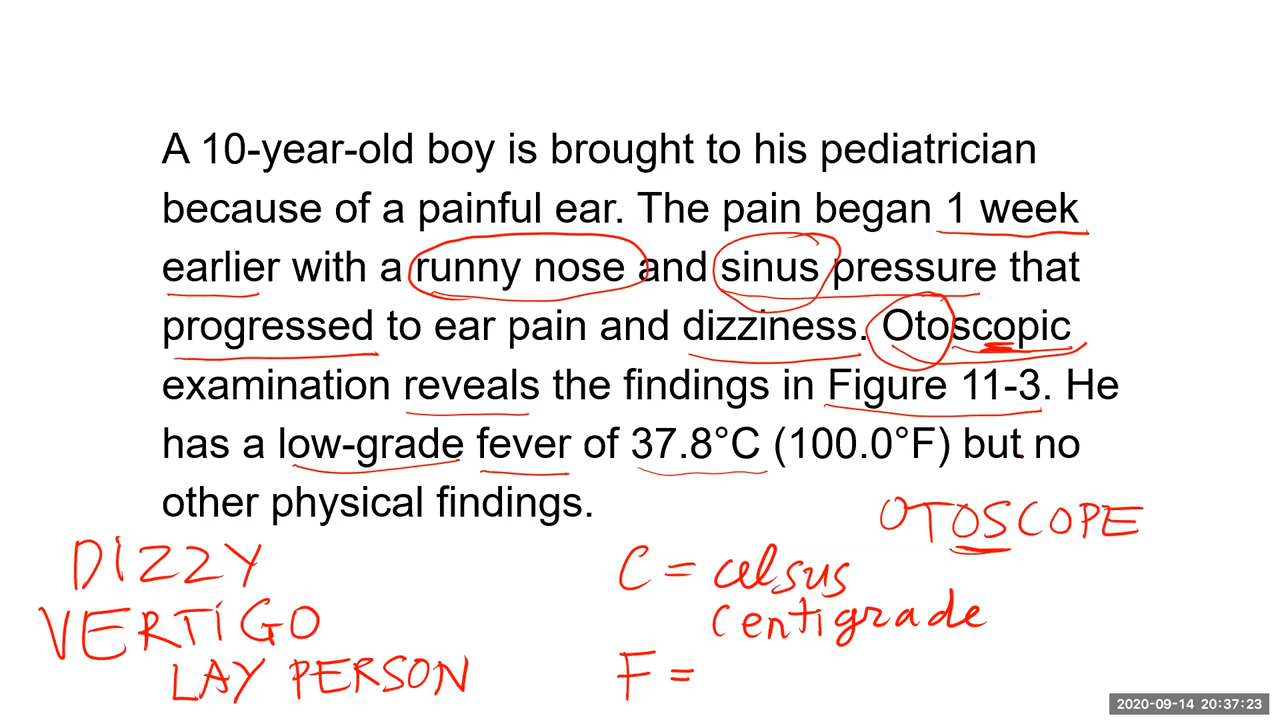 A 10-year-old boy is brought to his pediatrician
because of a painful ear. The pain began 1 week
earlier with a runny nose and sinus pressure that
progressed to ear pain and dizziness. Otoscopic
examination reveals the findings in Figure 11-3. He
has a low-grade fever of 37.8°C (100.0°F) but no
other physical findings.
OTOSCOPE
DIZZY
VERTIGO
LAY PERSON
C = celsus
centigrade
F =
2020-09-14 20:37:23